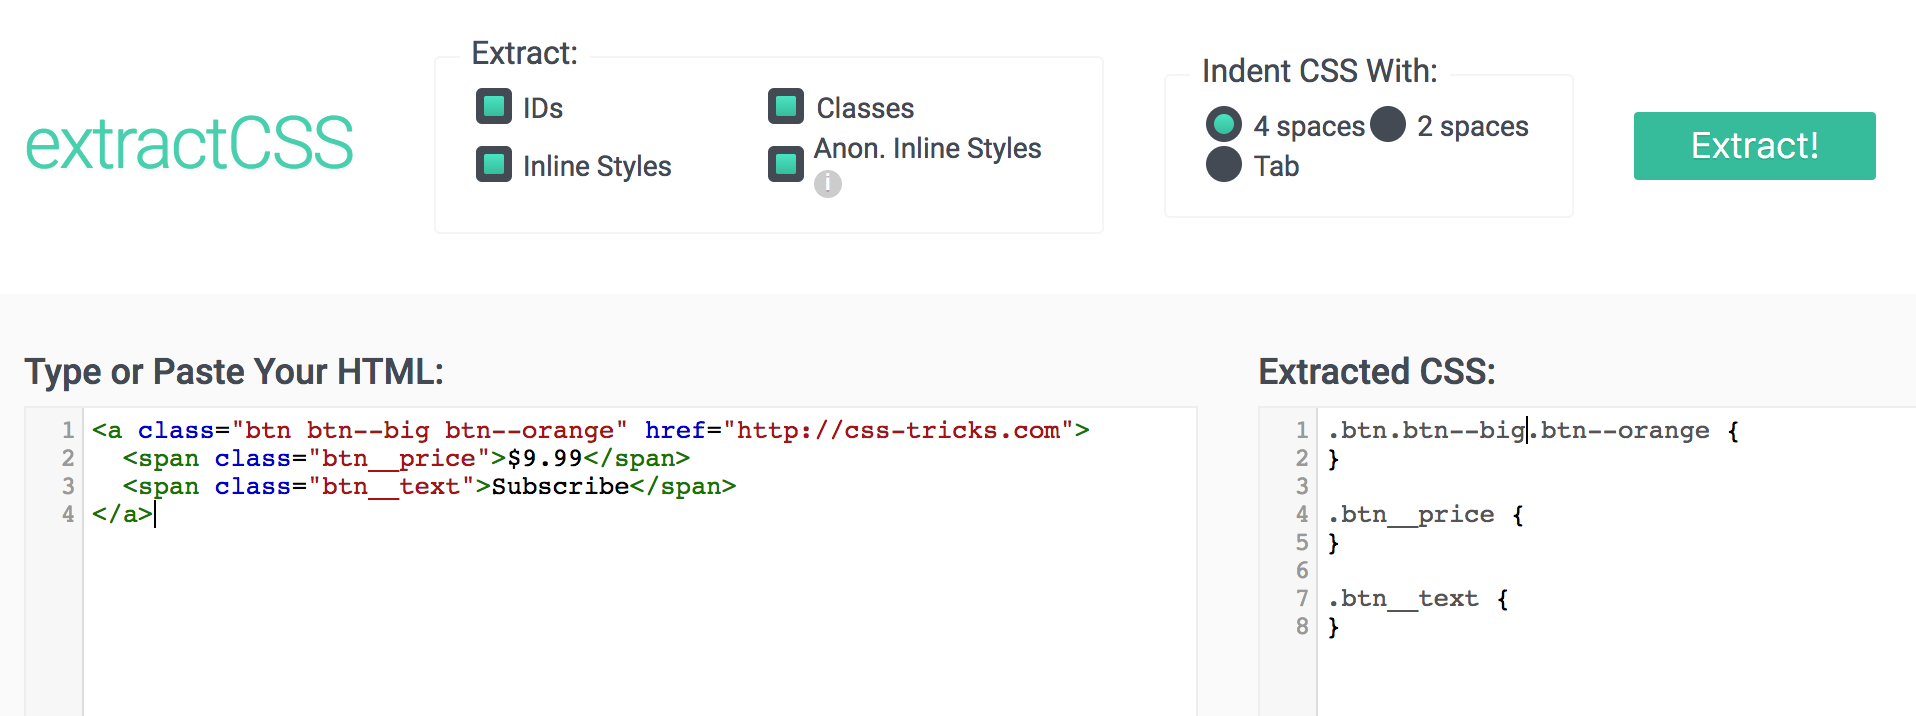 extractCSS
Extract:
IDs
Classes
Inline Styles
Anon. Inline Styles
i
Indent CSS With:
4 spaces
2 spaces
Tab
Extract!
Type or Paste Your HTML:
1 <a class="btn btn--big btn--orange" href="http://css-tricks.com">
2   <span class="btn__price">$9.99</span>
3   <span class="btn__text">Subscribe</span>
4 </a>
Extracted CSS:
1 .btn.btn--big.btn--orange {
2 }
3
4 .btn__price {
5 }
6
7 .btn__text {
8 }